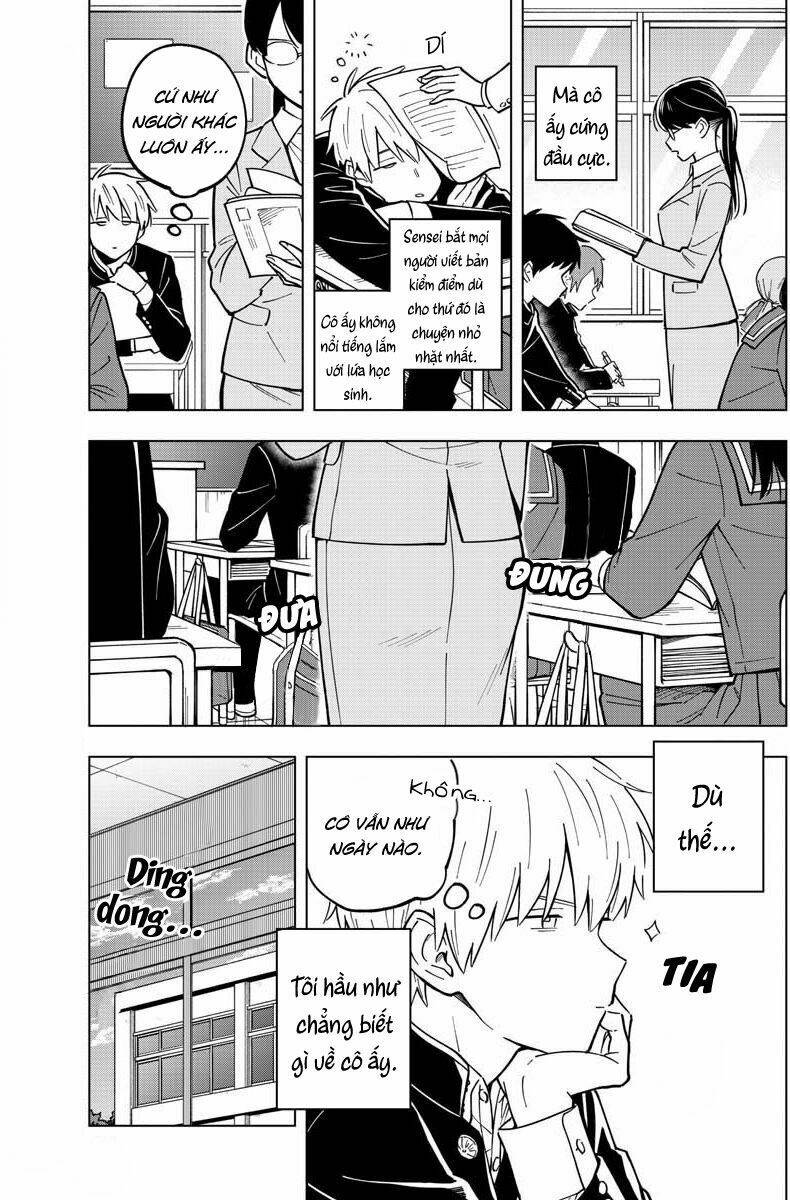 Mà cô
ấy cứng
đầu cực.
DÍ
Sensei bắt mọi
người viết bản
kiểm điểm dù
cho thứ đó là
chuyện nhỏ
nhặt nhất.
Cô ấy không
nổi tiếng lắm
với lứa học
sinh.
CỨ NHƯ
NGƯỜI KHÁC
LUÔN ẤY...
ĐUNG
ĐƯA
Dù
thế...
Không...
CÓ VẪN NHƯ
NGÀY NÀO.
TIA
Tôi hầu như
chẳng biết
gì về cô ấy.
Ding
dong...